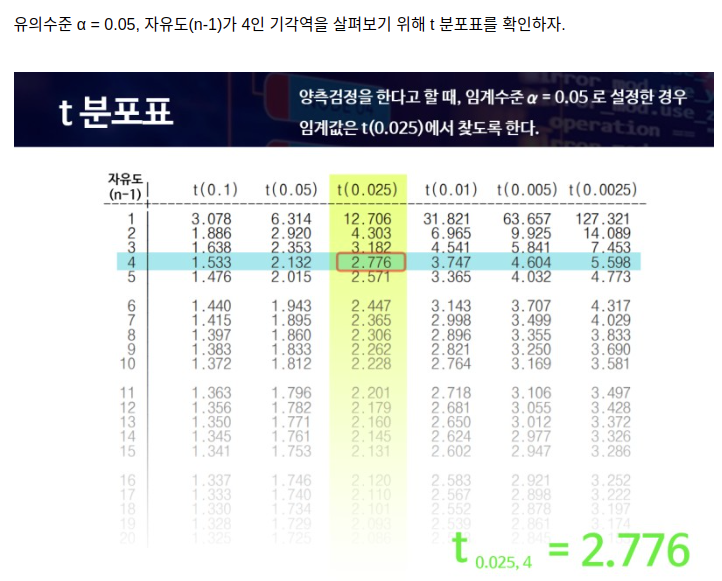 유의수준 α = 0.05, 자유도(n-1)가 4인 기각역을 살펴보기 위해 t 분포표를 확인하자.
t 분포표
양측검정을 한다고 할 때, 임계수준 α = 0.05 로 설정한 경우
임계값은 t(0.025)에서 찾도록 한다.
자유도
(n-1) t(0.1) t(0.05) t(0.025) t(0.01) t(0.005) t(0.0025)
1 3.078 6.314 12.706 31.821 63.657 127.321
2 1.886 2.920 4.303 6.965 9.925 14.089
3 1.638 2.353 3.182 4.541 5.841 7.453
4 1.533 2.132 2.776 3.747 4.604 5.598
5 1.476 2.015 2.571 3.365 4.032 4.773
6 1.440 1.943 2.447 3.143 3.707 4.317
7 1.415 1.895 2.365 2.998 3.499 4.029
8 1.397 1.860 2.306 2.896 3.355 3.833
9 1.383 1.833 2.262 2.821 3.250 3.690
10 1.372 1.812 2.228 2.764 3.169 3.581
11 1.363 1.796 2.201 2.718 3.106 3.497
12 1.356 1.782 2.179 2.681 3.055 3.428
13 1.350 1.771 2.160 2.650 3.012 3.372
14 1.345 1.761 2.145 2.624 2.977 3.326
15 1.341 1.753 2.131 2.602 2.947 3.286
16 1.337 1.746 2.120 2.583 2.921 3.252
17 1.333 1.740 2.110 2.567 2.898 3.222
18 1.330 1.734 2.101 2.552 2.878 3.197
19 1.328 1.729 2.093 2.539 2.861 3.174
20 1.325 1.725
t 0.025, 4 = 2.776